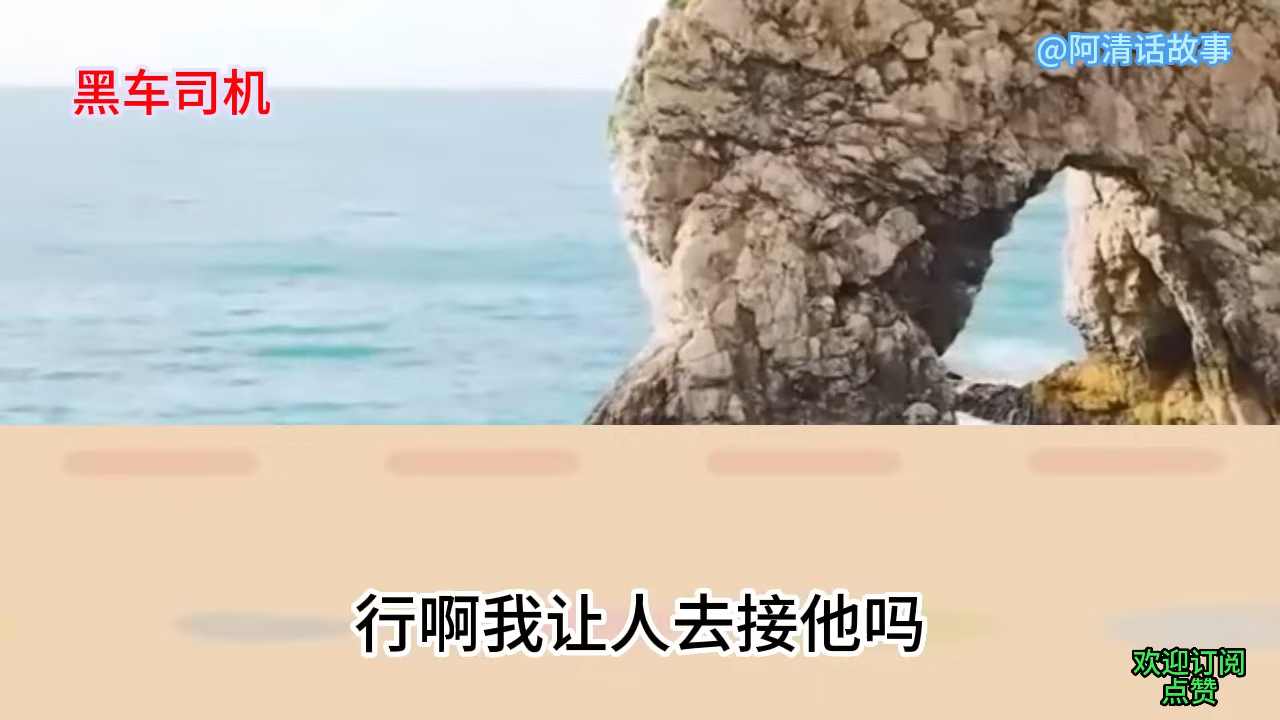 @阿清话故事
黑车司机
行啊我让人去接他吗
欢迎订阅
点赞